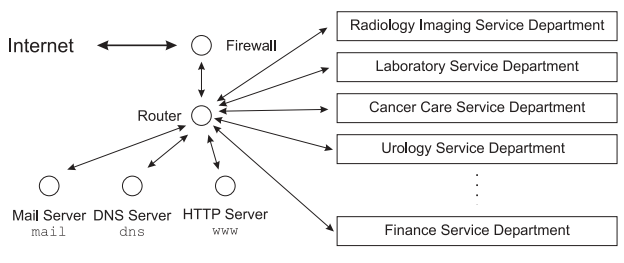 Internet
Firewall
Router
Mail Server
mail
DNS Server
dns
HTTP Server
www
Radiology Imaging Service Department
Laboratory Service Department
Cancer Care Service Department
Urology Service Department
Finance Service Department